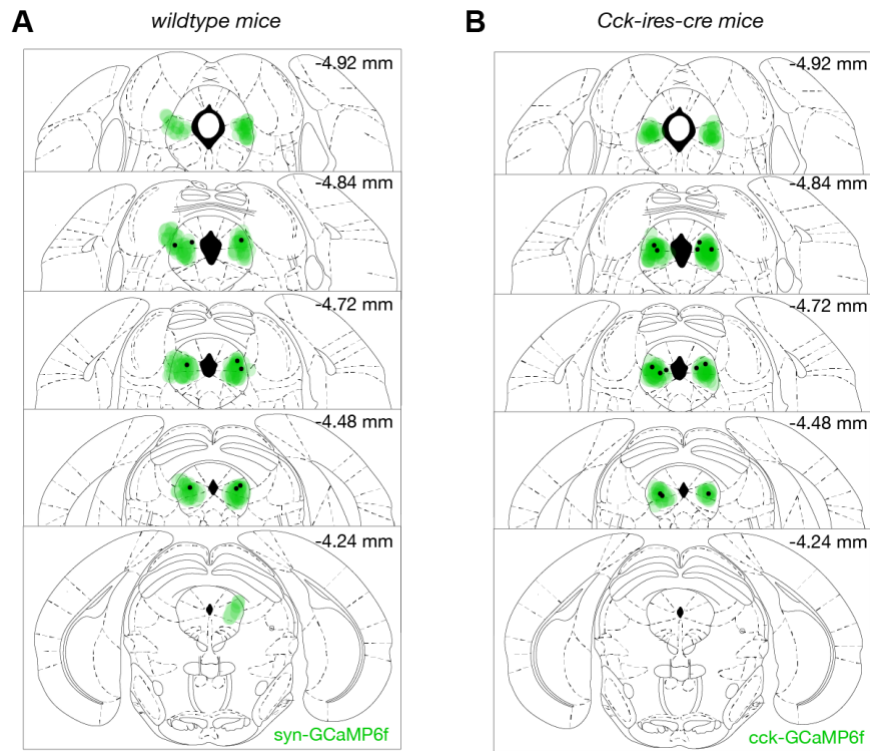 A
wildtype mice
-4.92 mm
-4.84 mm
-4.72 mm
-4.48 mm
-4.24 mm
syn-GCaMP6f
B
Cck-ires-cre mice
-4.92 mm
-4.84 mm
-4.72 mm
-4.48 mm
-4.24 mm
cck-GCaMP6f